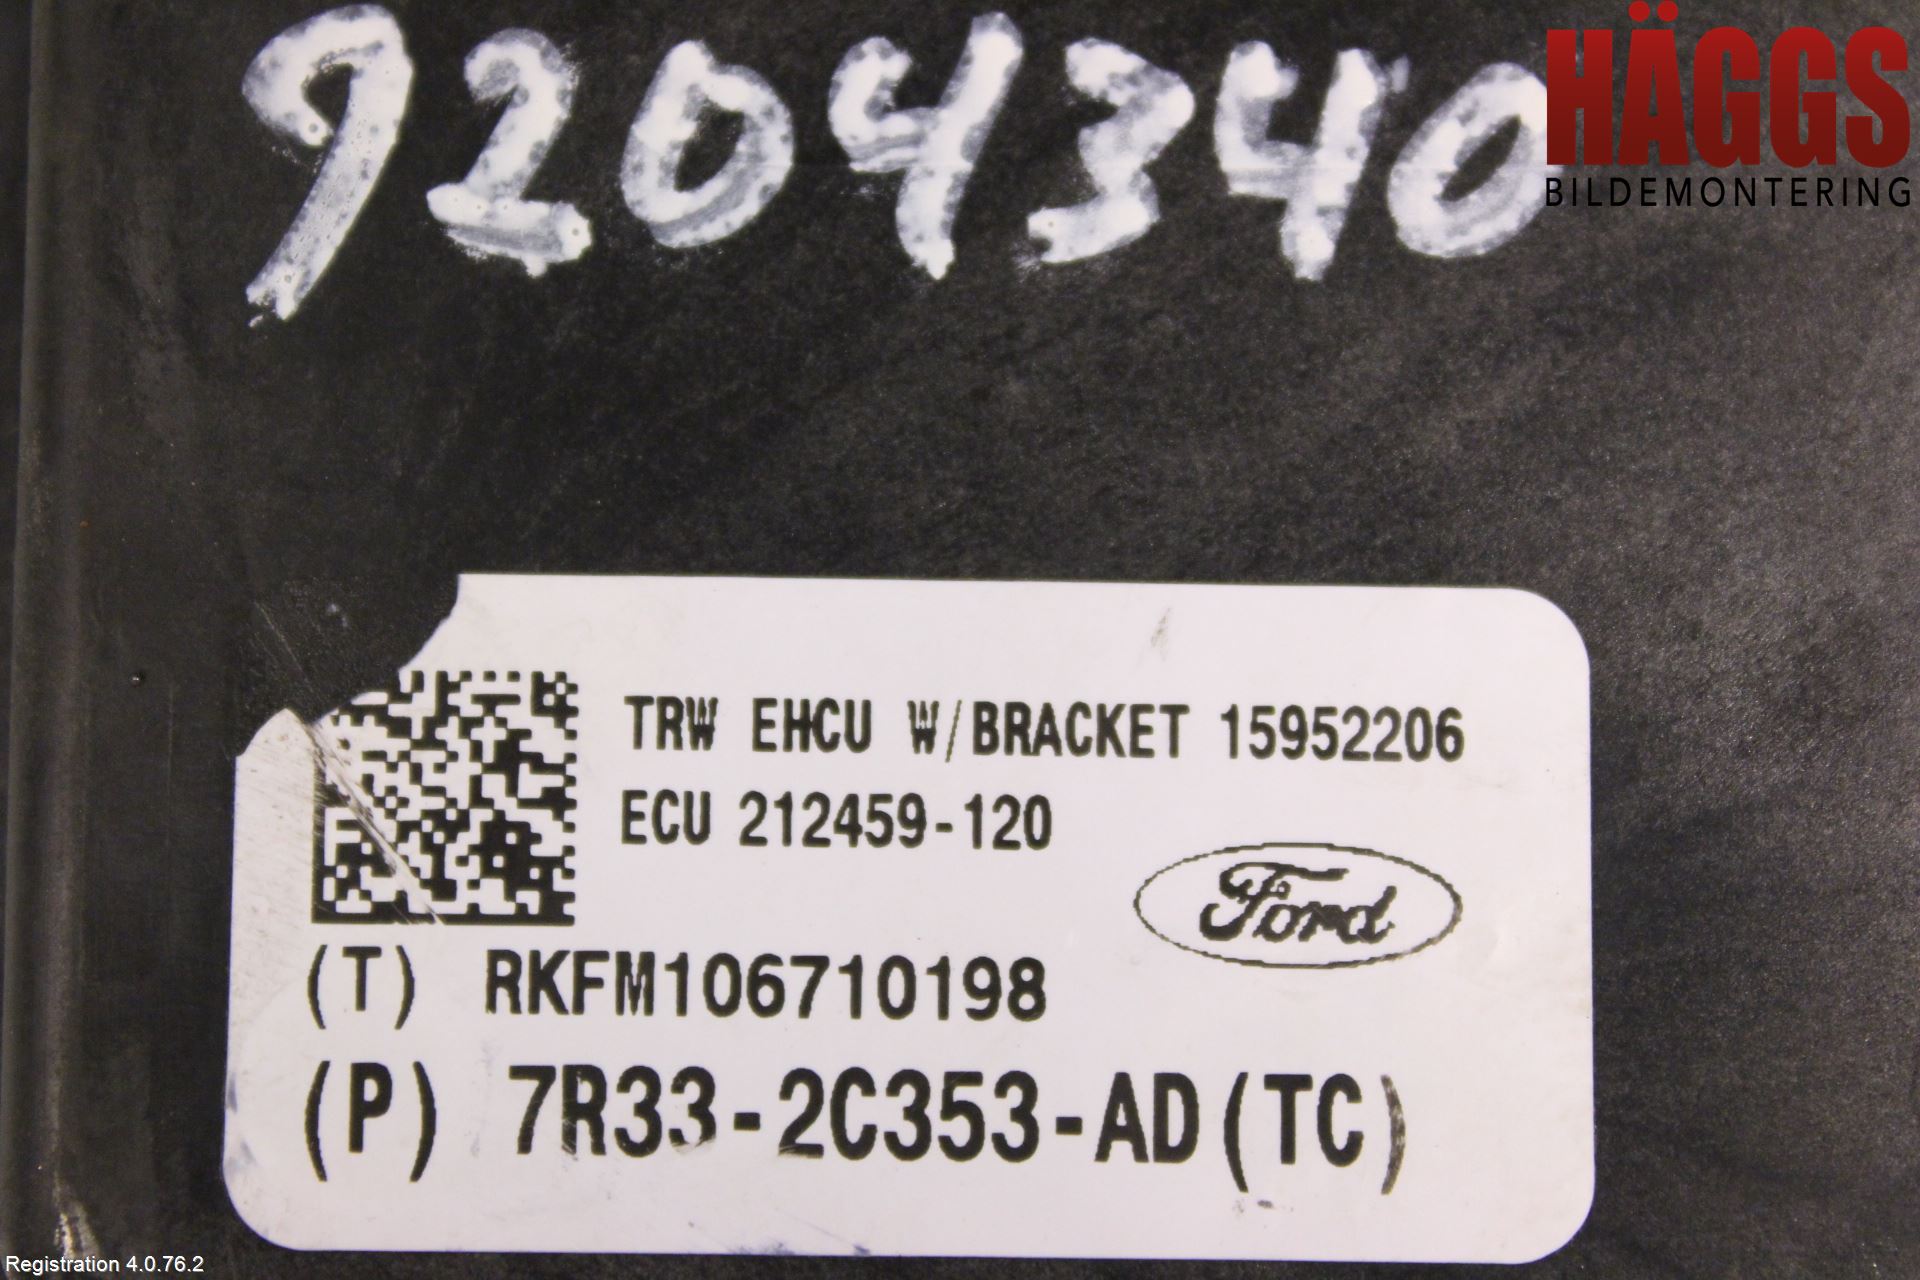 9204340
HÄGGS
BILDEMONTERING
TRW EHCU W/BRACKET 15952206
ECU 212459-120
Ford
(T) RKFM106710198
(P) 7R33-2C353-AD(TC)
Registration 4.0.76.2